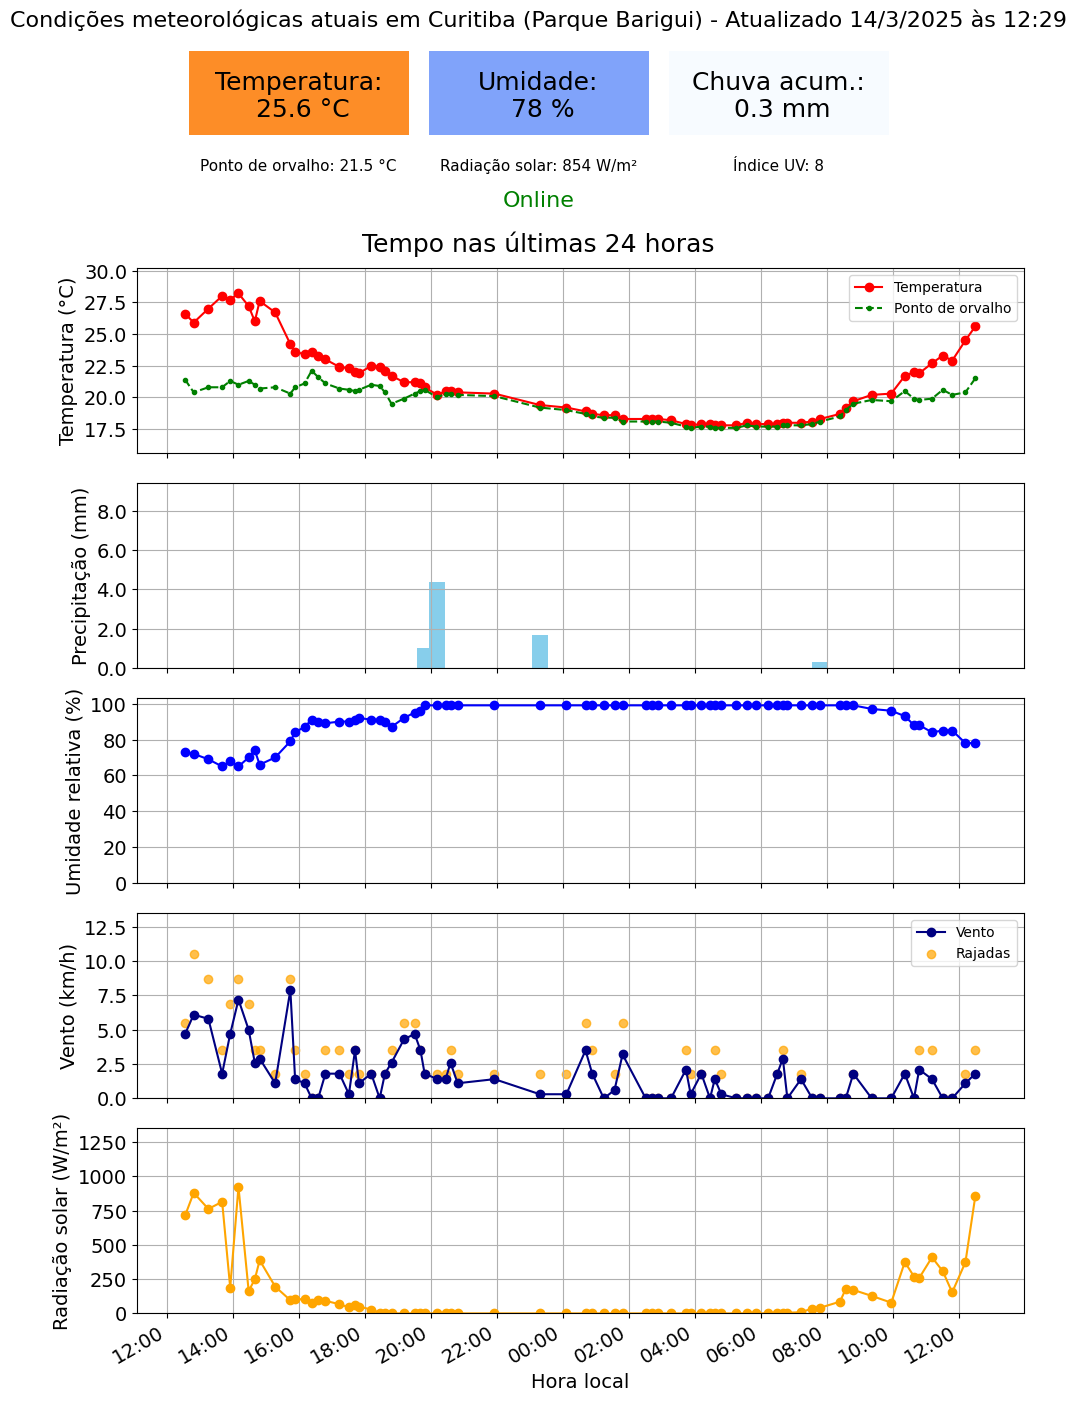 Condições meteorológicas atuais em Curitiba (Parque Barigui) - Atualizado 14/3/2025 às 12:29
Temperatura:
25.6 °C
Umidade:
78 %
Chuva acum.:
0.3 mm
Ponto de orvalho: 21.5 °C
Radiação solar: 854 W/m²
Índice UV: 8
Online
Tempo nas últimas 24 horas
Temperatura (°C)
30.0
27.5
25.0
22.5
20.0
17.5
Temperatura
Ponto de orvalho
Precipitação (mm)
8.0
6.0
4.0
2.0
0.0
Umidade relativa (%)
100
80
60
40
20
0
Vento (km/h)
12.5
10.0
7.5
5.0
2.5
0.0
Vento
Rajadas
Radiação solar (W/m²)
1250
1000
750
500
250
0
12:00
14:00
16:00
18:00
20:00
22:00
00:00
02:00
04:00
06:00
08:00
10:00
12:00
Hora local